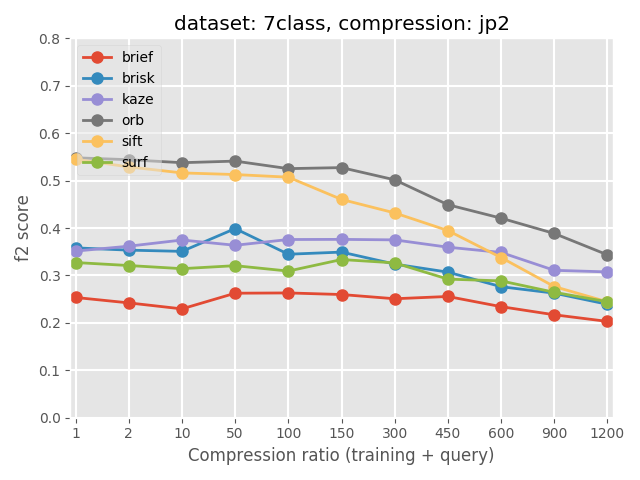 dataset: 7class, compression: jp2
0.8
0.7
0.6
0.5
0.4
0.3
0.2
0.1
0.0
f2 score
brief
brisk
kaze
orb
sift
surf
1 2 10 50 100 150 300 450 600 900 1200
Compression ratio (training + query)